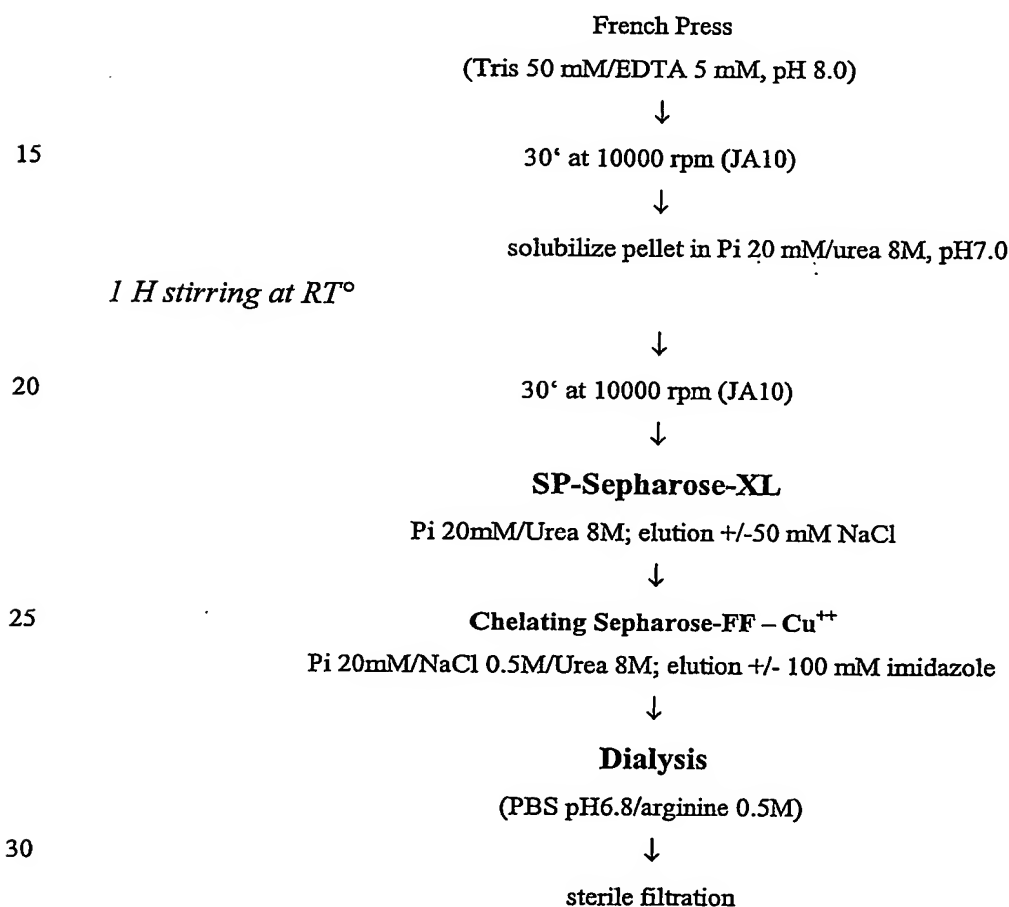 French Press
(Tris 50 mM/EDTA 5 mM, pH 8.0)
↓
15 30‘ at 10000 rpm (JA10)
↓
solubilize pellet in Pi 20 mM/urea 8M, pH7.0
1 H stirring at RT°
↓
20 30‘ at 10000 rpm (JA10)
↓
SP-Sepharose-XL
Pi 20mM/Urea 8M; elution +/-50 mM NaCl
↓
25 Chelating Sepharose-FF – Cu⁺⁺
Pi 20mM/NaCl 0.5M/Urea 8M; elution +/- 100 mM imidazole
↓
Dialysis
(PBS pH6.8/arginine 0.5M)
30 ↓
sterile filtration